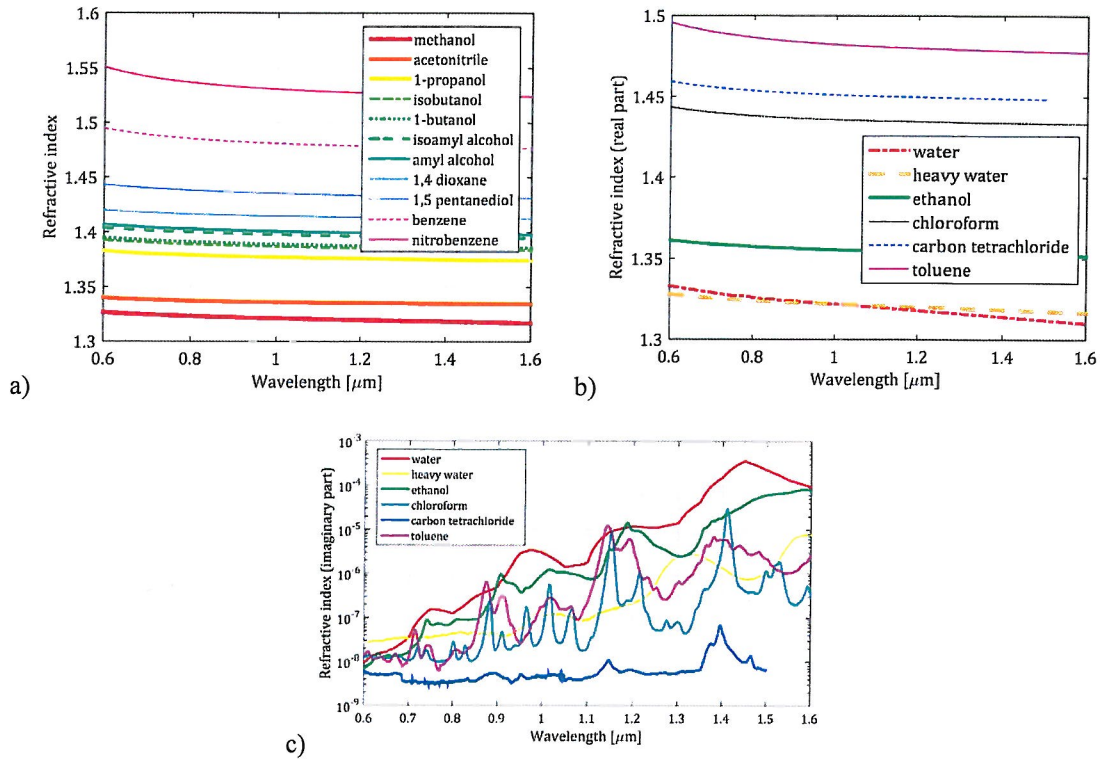 1.6
1.55
1.5
1.45
1.4
1.35
1.3
Refractive index
methanol
acetonitrile
1-propanol
isobutanol
1-butanol
isoamyl alcohol
amyl alcohol
1,4 dioxane
1,5 pentanediol
benzene
nitrobenzene
0.6 0.8 1 1.2 1.4 1.6
Wavelength [μm]
a)
1.5
1.45
1.4
1.35
1.3
Refractive index (real part)
water
heavy water
ethanol
chloroform
carbon tetrachloride
toluene
0.6 0.8 1 1.2 1.4 1.6
Wavelength [μm]
b)
10⁻³
10⁻⁴
10⁻⁵
10⁻⁶
10⁻⁷
10⁻⁸
10⁻⁹
Refractive index (imaginary part)
water
heavy water
ethanol
chloroform
carbon tetrachloride
toluene
0.6 0.7 0.8 0.9 1 1.1 1.2 1.3 1.4 1.5 1.6
Wavelength [μm]
c)